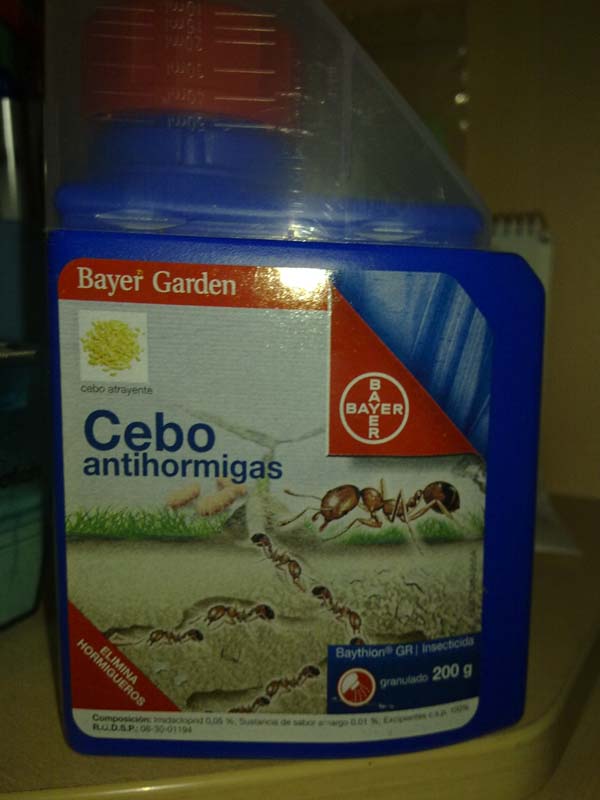 Bayer Garden
cebo atrayente
BAYER
BAYER
Cebo
antihormigas
ELIMINA
HORMIGUEROS
Baythion® GR | Insecticida
granulado 200 g
Composición: Imidacloprid 0,05 %, Sustancia de sabor amargo 0.01 %, Excipientes c.s.p. 100%
R.O.D.S.P.: 08-30-01194